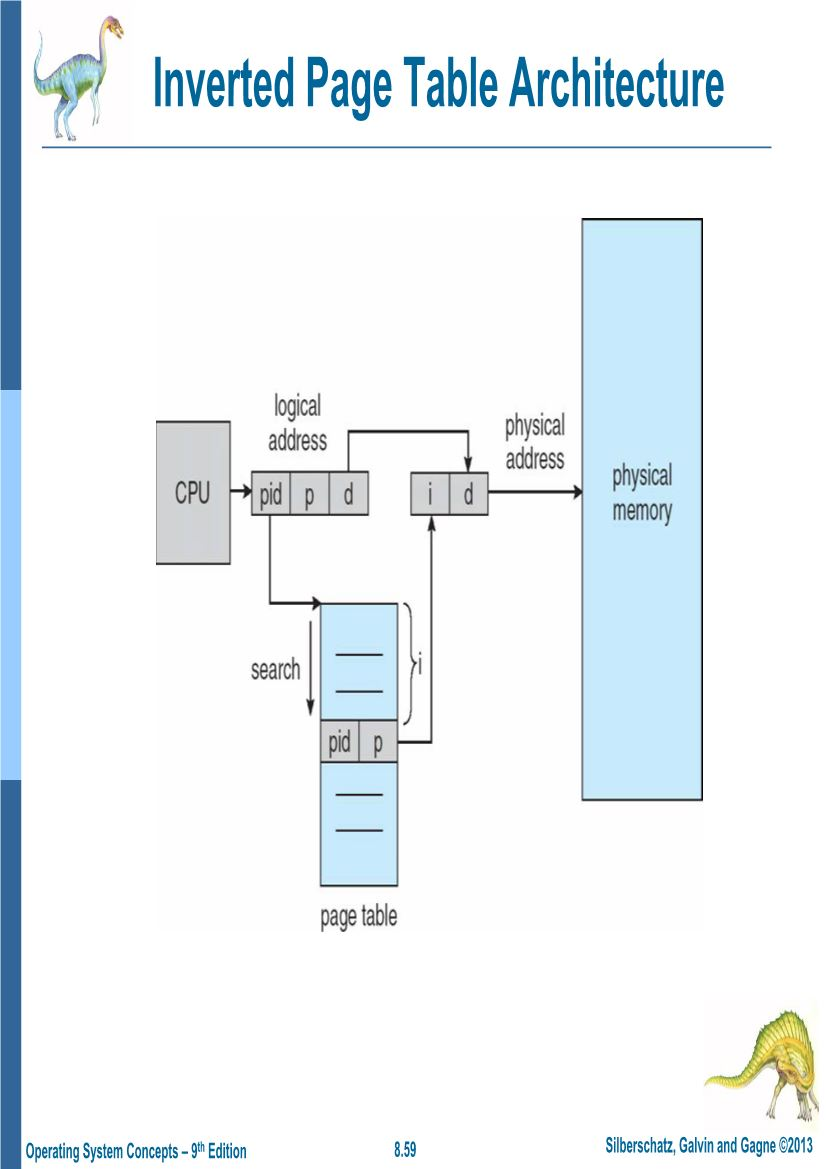 Inverted Page Table Architecture
logical
address
physical
address
CPU
pid p d
i d
physical
memory
search
i
pid p
page table
Operating System Concepts – 9th Edition
8.59
Silberschatz, Galvin and Gagne ©2013